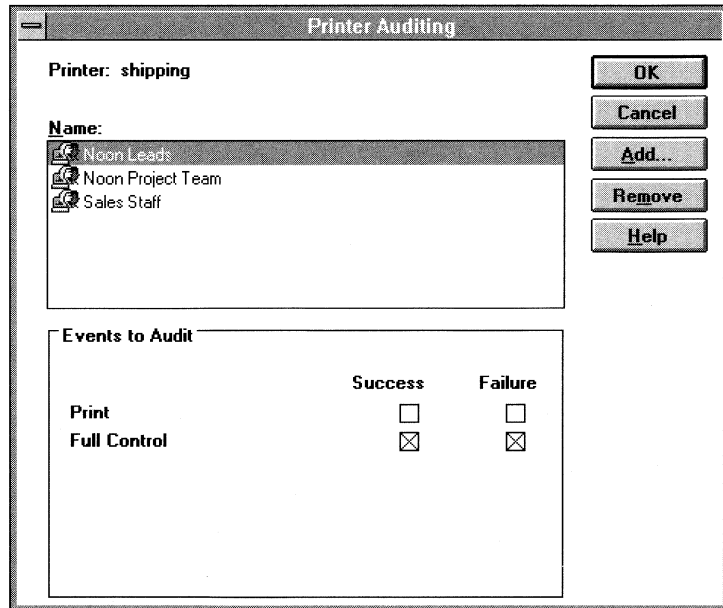 Printer Auditing
Printer: shipping
OK
Cancel
Name:
Noon Leads
Add...
Noon Project Team
Remove
Sales Staff
Help
Events to Audit
Success Failure
Print
Full Control